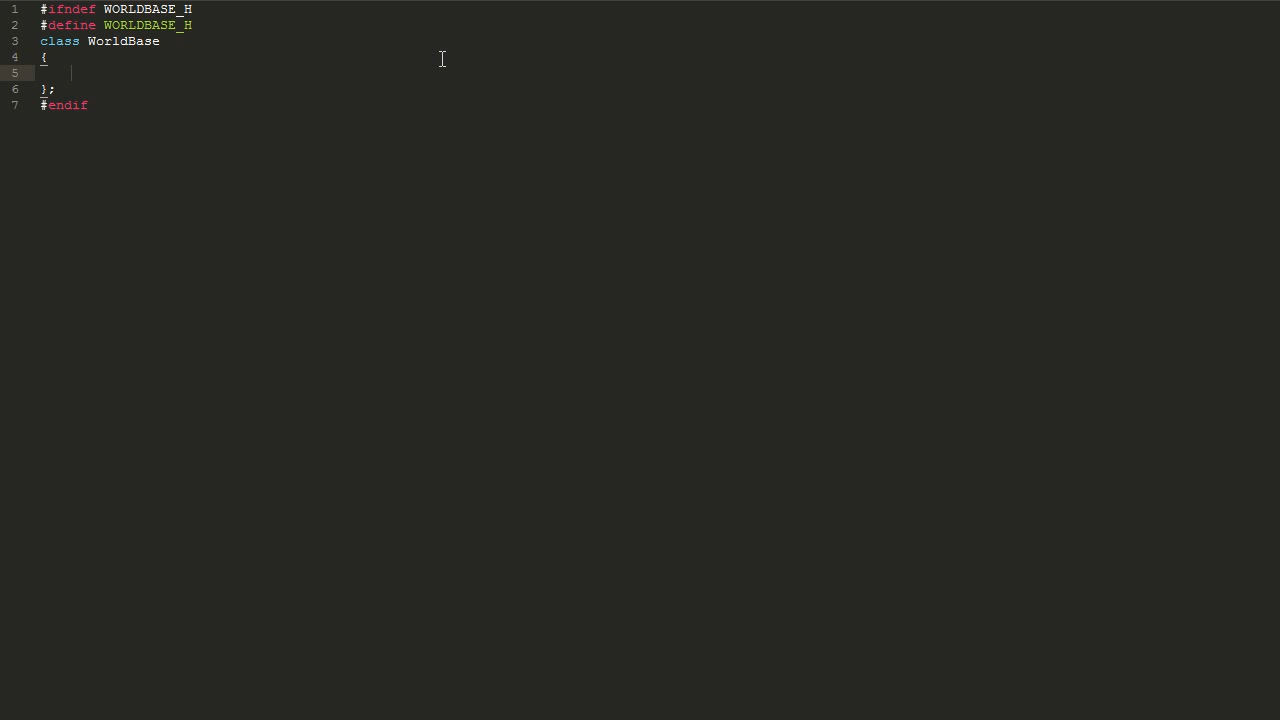 1 #ifndef WORLDBASE_H
2 #define WORLDBASE_H
3 class WorldBase
4 {
5
6 };
7 #endif